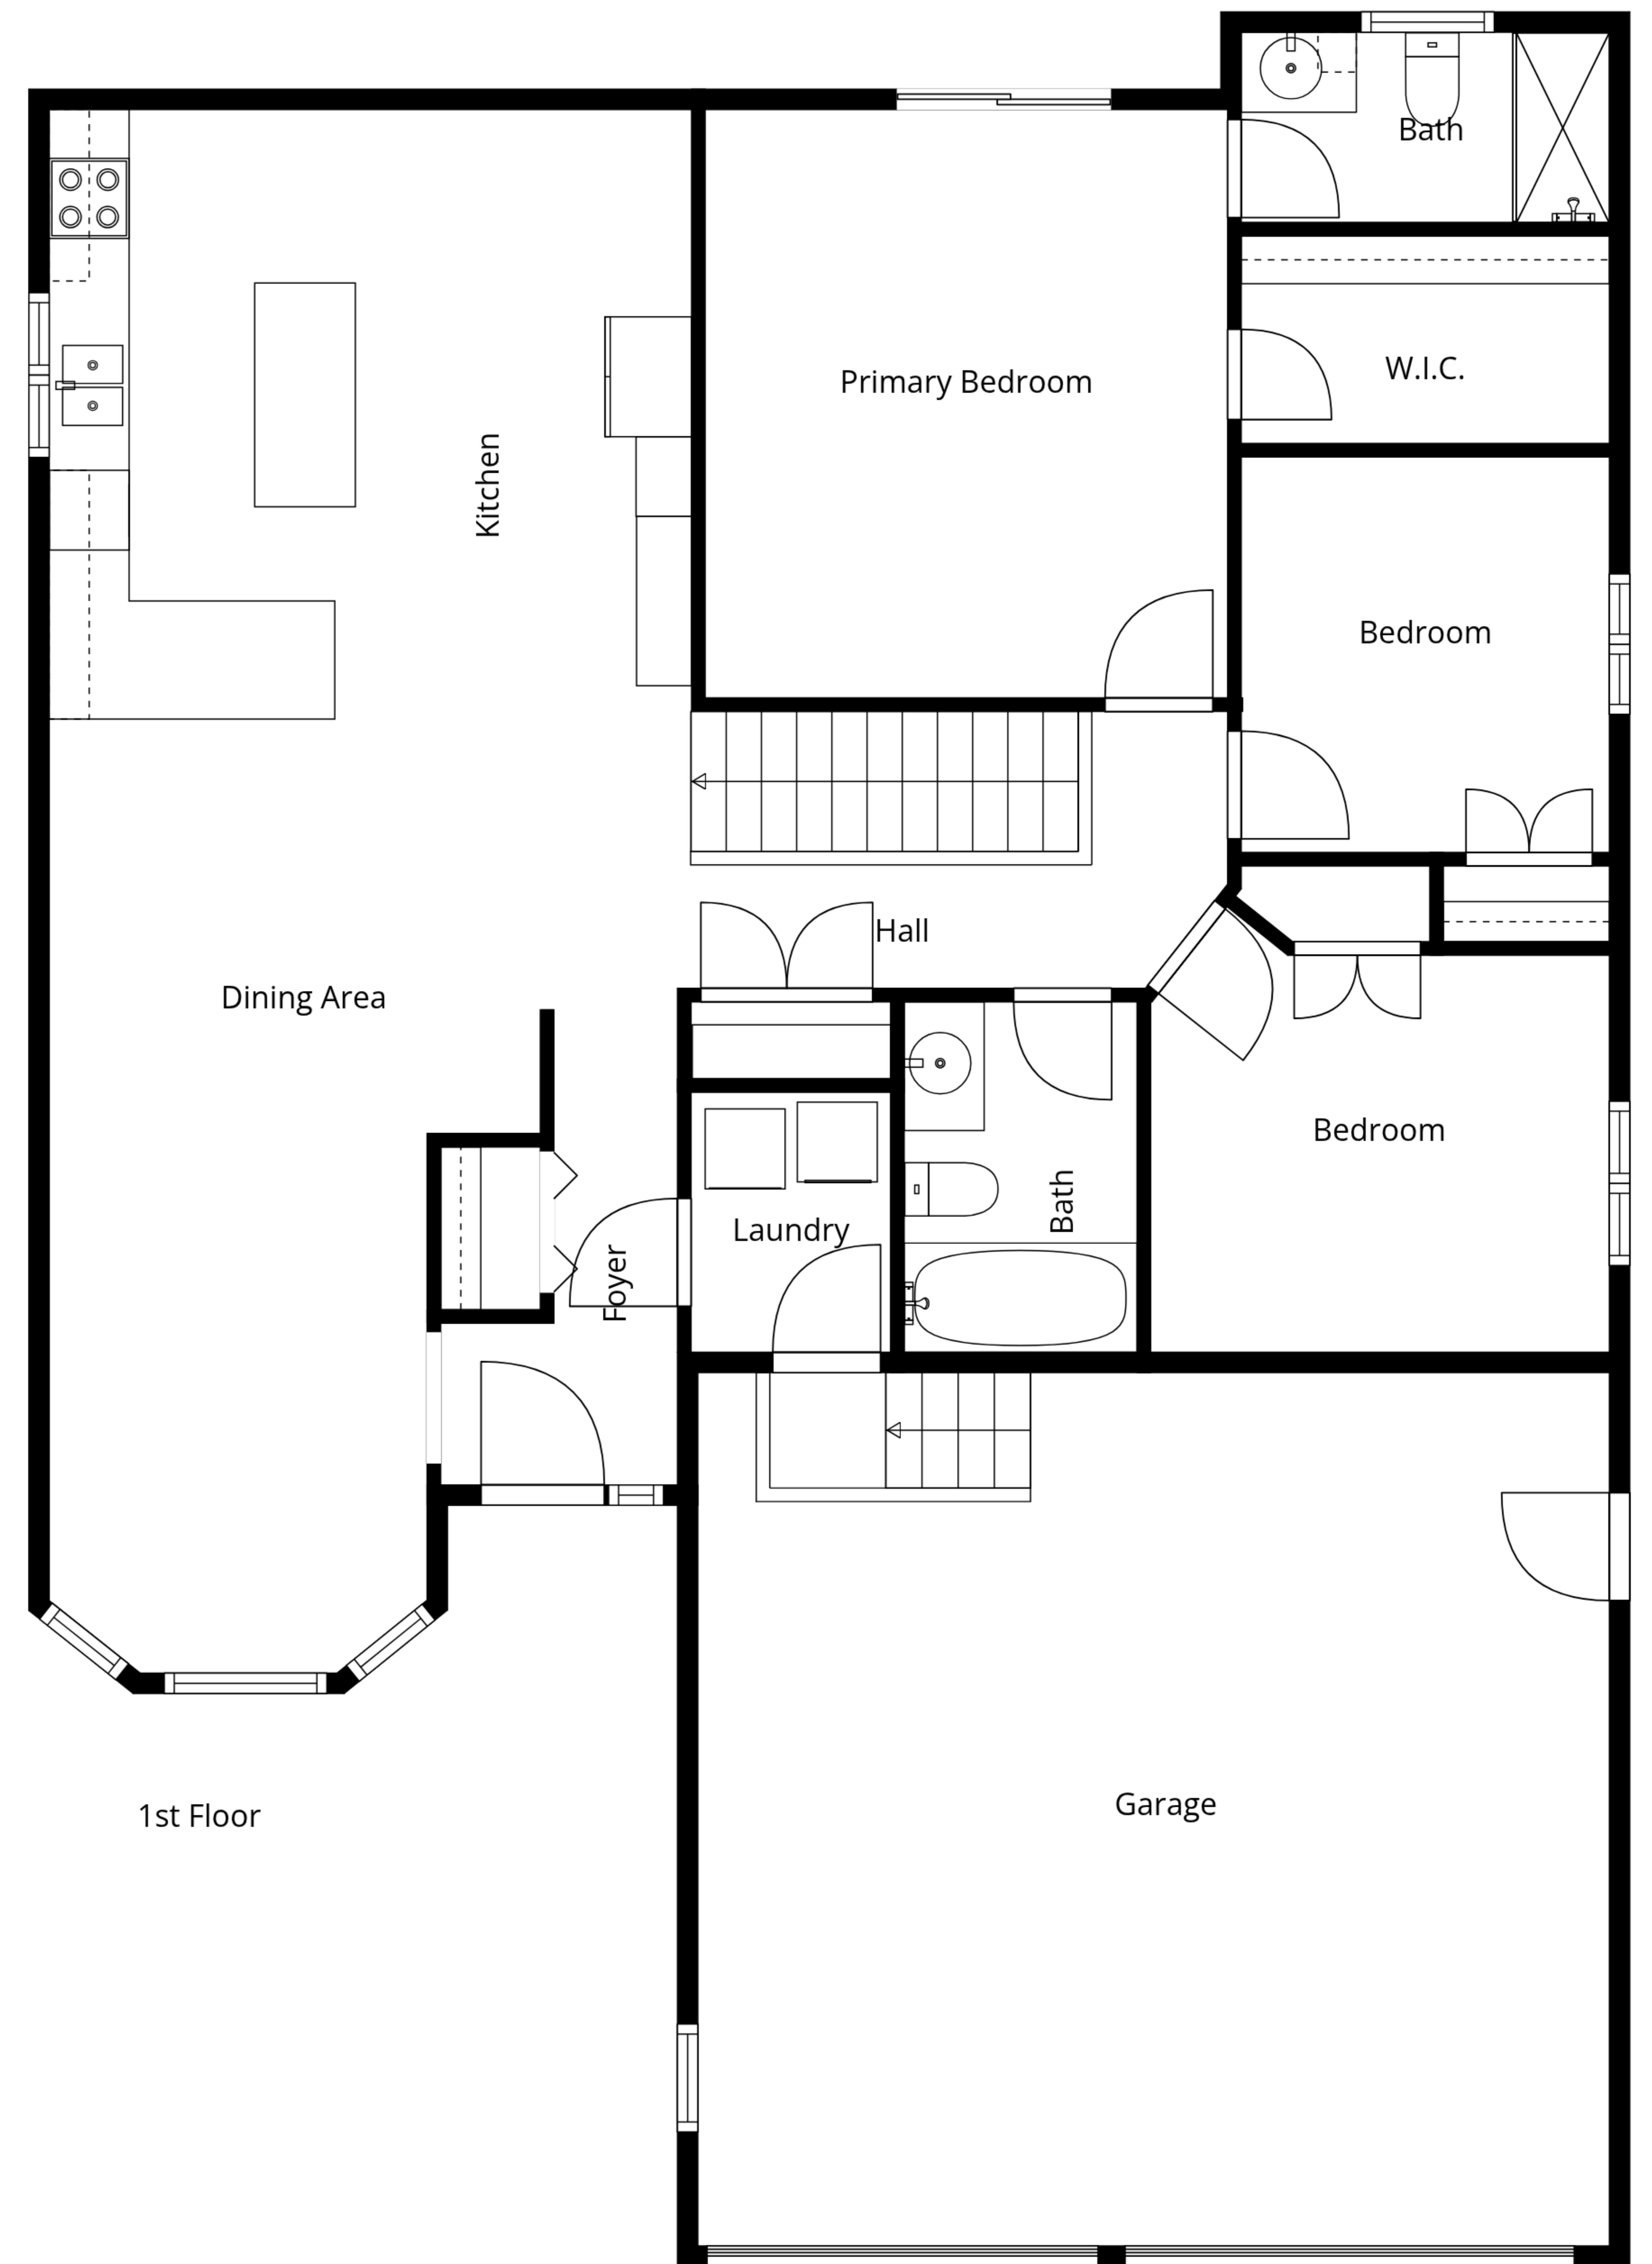 Bath
W.I.C.
Primary Bedroom
Kitchen
Bedroom
Hall
Dining Area
Bedroom
Bath
Laundry
Foyer
Garage
1st Floor